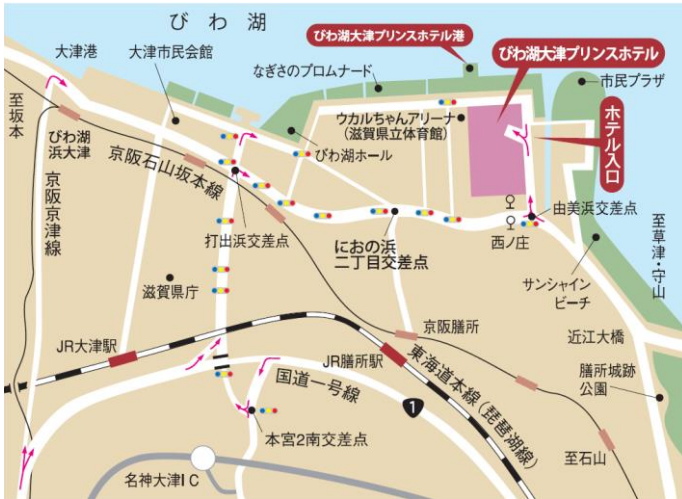 びわ湖
大津港
大津市民会館
なぎさのプロムナード
びわ湖大津プリンスホテル港
びわ湖大津プリンスホテル
市民プラザ
ウカルちゃんアリーナ
(滋賀県立体育館)
ホテル入口
至坂本
びわ湖
浜大津
京阪石山坂本線
びわ湖ホール
京阪京津線
打出浜交差点
におの浜
二丁目交差点
西ノ庄
由美浜交差点
至草津・守山
サンシャイン
ビーチ
滋賀県庁
京阪膳所
近江大橋
JR大津駅
JR膳所駅
東海道本線(琵琶湖線)
膳所城跡
公園
国道一号線
1
本宮2南交差点
至石山
名神大津IC